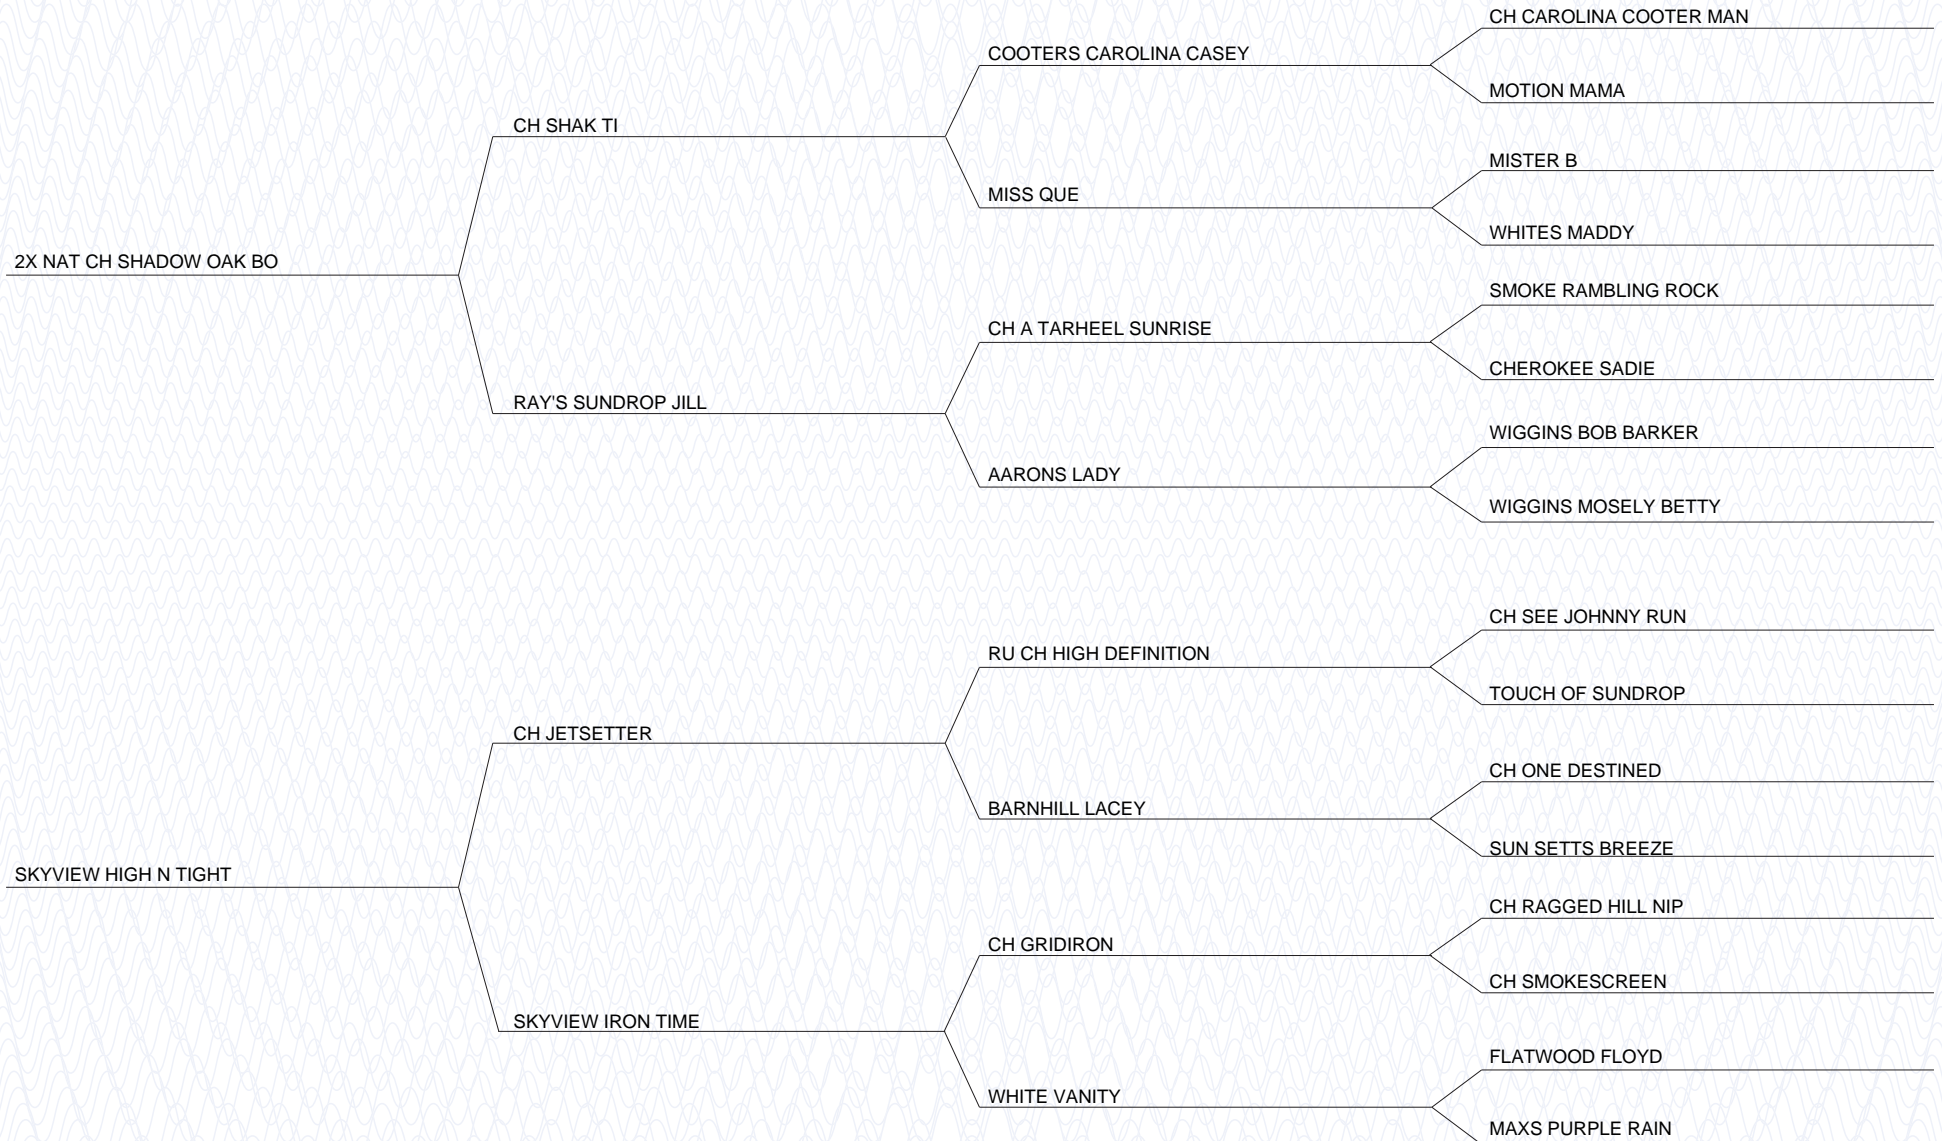 CH CAROLINA COOTER MAN
COOTERS CAROLINA CASEY
MOTION MAMA
CH SHAK TI
MISTER B
MISS QUE
WHITES MADDY
2X NAT CH SHADOW OAK BO
SMOKE RAMBLING ROCK
CH A TARHEEL SUNRISE
CHEROKEE SADIE
RAY'S SUNDROP JILL
WIGGINS BOB BARKER
AARONS LADY
WIGGINS MOSELY BETTY
CH SEE JOHNNY RUN
RU CH HIGH DEFINITION
TOUCH OF SUNDROP
CH JETSETTER
CH ONE DESTINED
BARNHILL LACEY
SUN SETTS BREEZE
SKYVIEW HIGH N TIGHT
CH RAGGED HILL NIP
CH GRIDIRON
CH SMOKESCREEN
SKYVIEW IRON TIME
FLATWOOD FLOYD
WHITE VANITY
MAXS PURPLE RAIN